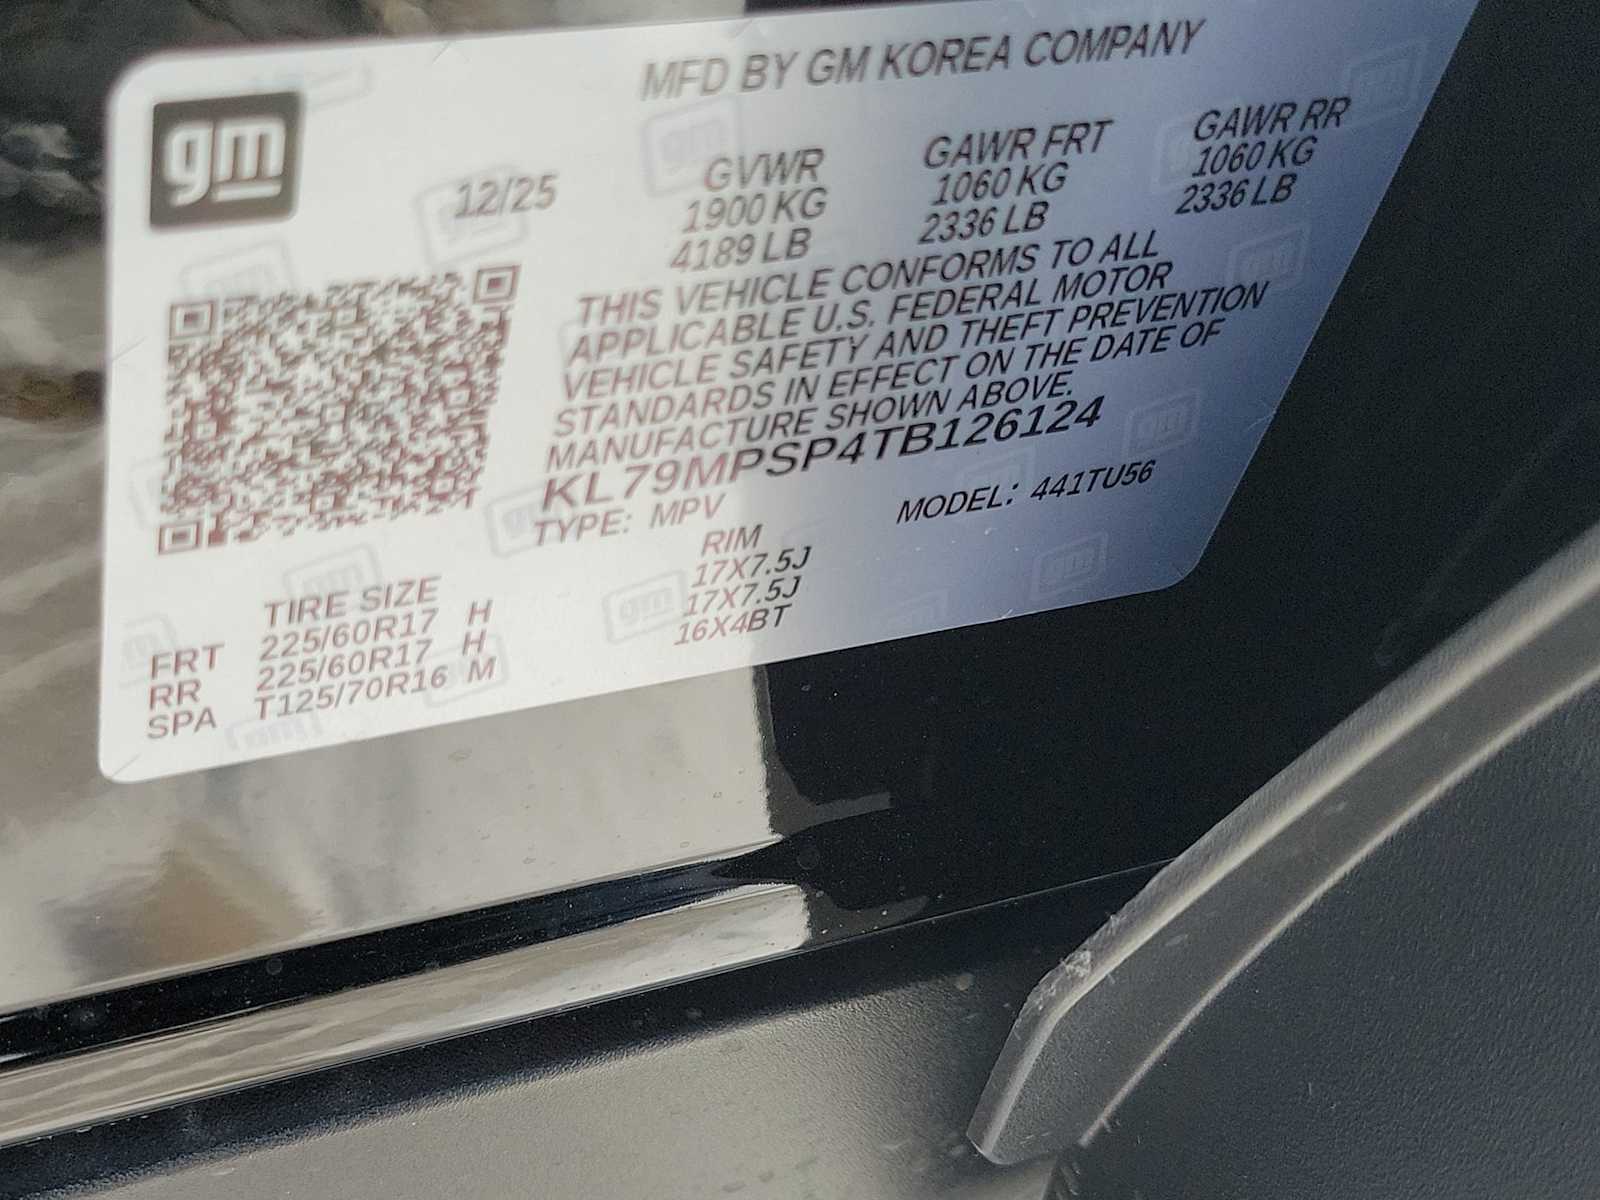 gm
MFD BY GM KOREA COMPANY
12/25 GVWR GAWR FRT GAWR RR
1900 KG 1060 KG 1060 KG
4189 LB 2336 LB 2336 LB
THIS VEHICLE CONFORMS TO ALL
APPLICABLE U.S. FEDERAL MOTOR
VEHICLE SAFETY AND THEFT PREVENTION
STANDARDS IN EFFECT ON THE DATE OF
MANUFACTURE SHOWN ABOVE.
KL79MPSP4TB126124
TYPE: MPV MODEL: 441TU56
TIRE SIZE RIM
FRT 225/60R17 H 17X7.5J
RR 225/60R17 H 17X7.5J
SPA T125/70R16 M 16X4BT